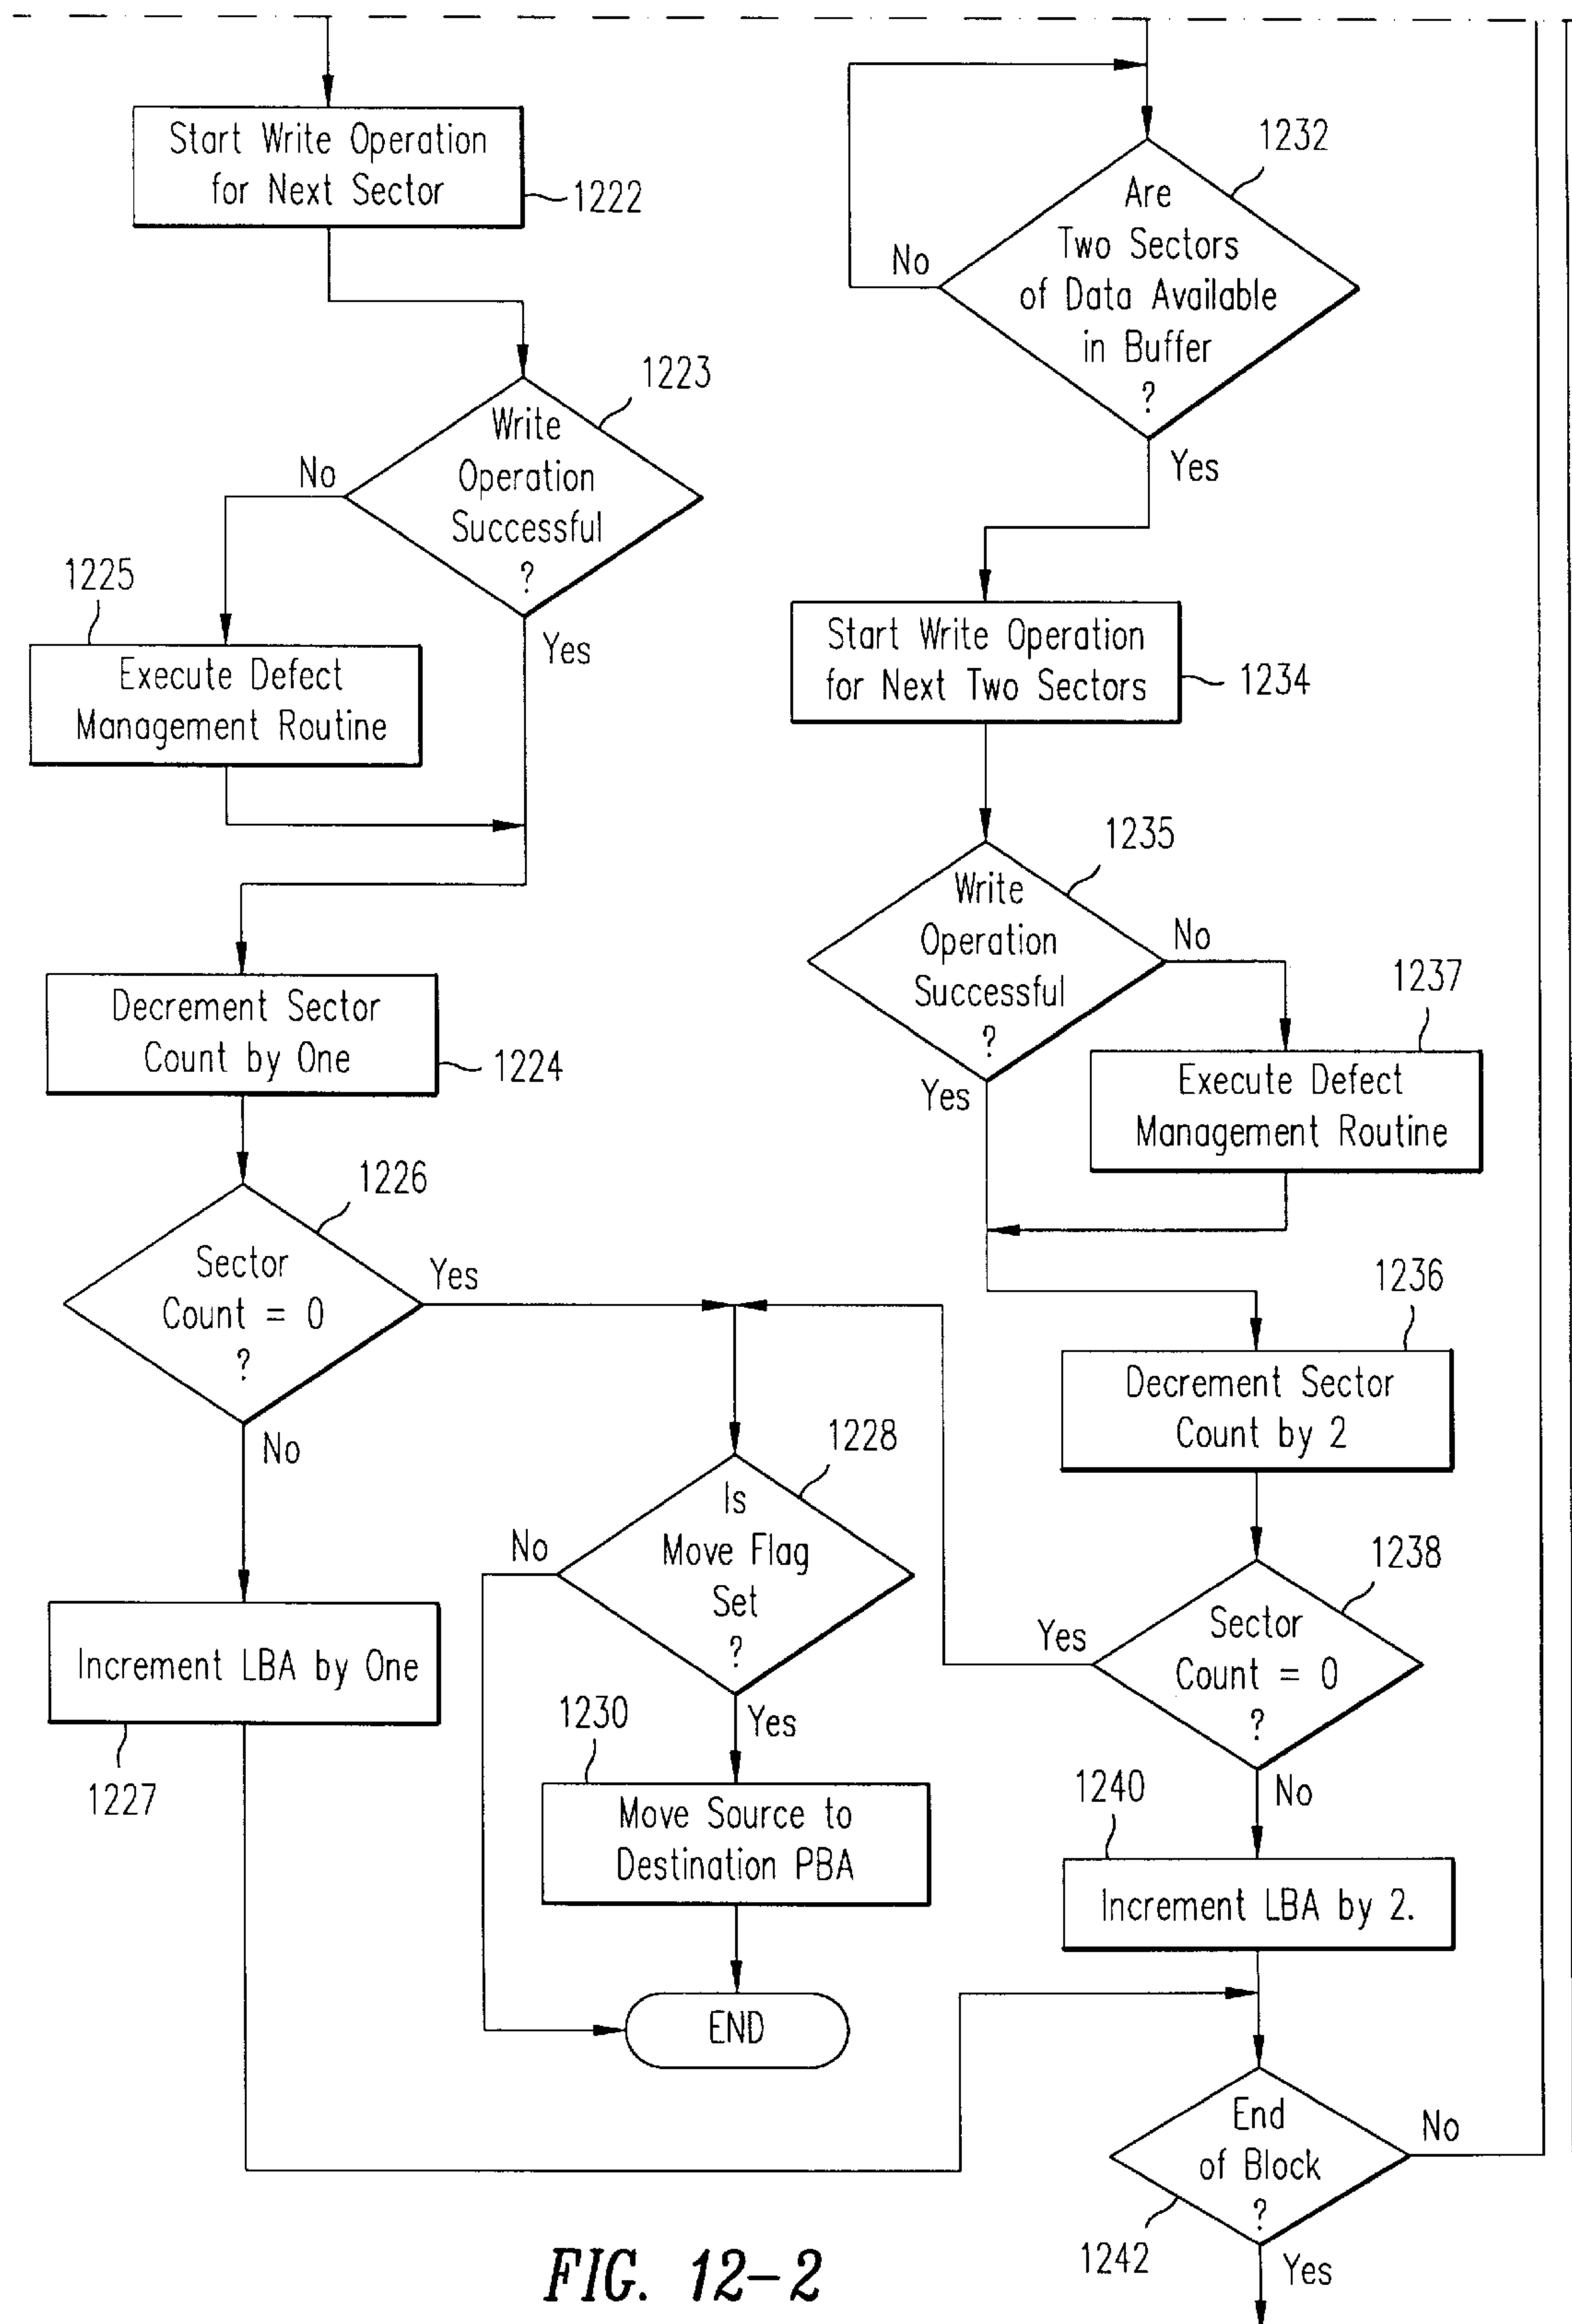 Start Write Operation
for Next Sector
1222
Write
Operation
Successful
?
1223
No
Yes
1225
Execute Defect
Management Routine
Decrement Sector
Count by One
1224
1226
Sector
Count = 0
?
Yes
No
Increment LBA by One
1227
1228
Is
Move Flag
Set
?
No
Yes
1230
Move Source to
Destination PBA
END
1232
Are
Two Sectors
of Data Available
in Buffer
?
No
Yes
Start Write Operation
for Next Two Sectors
1234
1235
Write
Operation
Successful
?
No
Yes
1237
Execute Defect
Management Routine
1236
Decrement Sector
Count by 2
1238
Sector
Count = 0
?
Yes
No
1240
Increment LBA by 2.
End
of Block
?
No
1242
Yes
FIG. 12-2